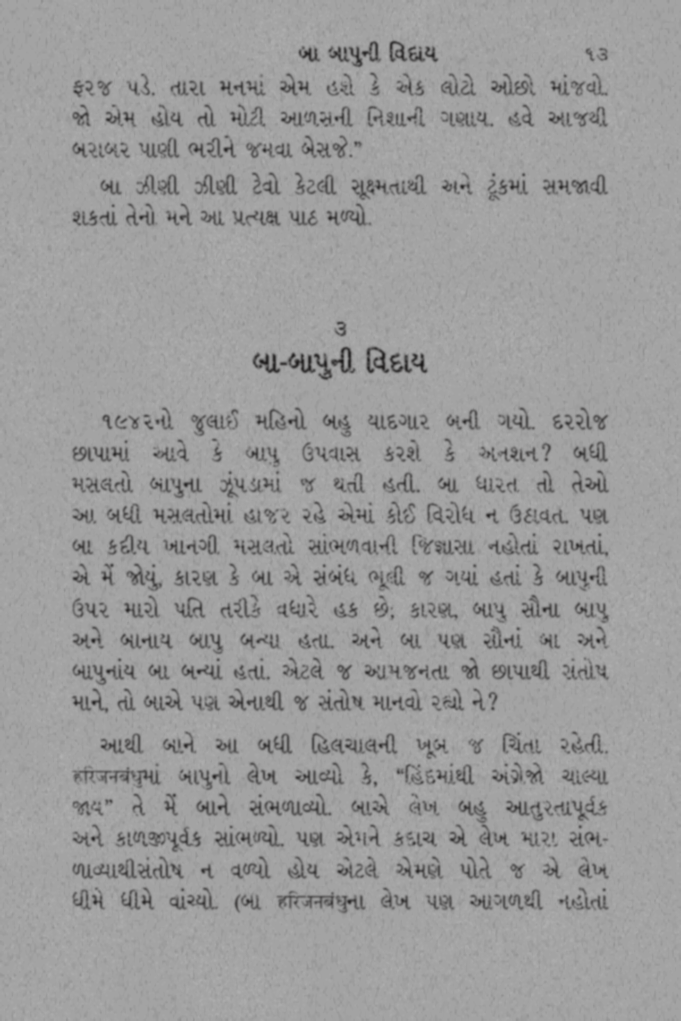 બા બાપુની વિદાય ૧૩
ફરજ પડે. તારા મનમાં એમ હશે કે એક લોટો ઓછો માંજવો.
જો એમ હોય તો મોટી આળસની નિશાની ગણાય. હવે આજથી
બરાબર પાણી ભરીને જમવા બેસજે.”
બા ઝીણી ઝીણી ટેવો કેટલી સૂક્ષ્મતાથી અને ટૂંકમાં સમજાવી
શકતાં તેનો મને આ પ્રત્યક્ષ પાઠ મળ્યો.
૩
બા-બાપુની વિદાય
૧૯૪૨નો જુલાઈ મહિનો બહુ યાદગાર બની ગયો. દરરોજ
છાપામાં આવે કે બાપુ ઉપવાસ કરશે કે અનશન? બધી
મસલતો બાપુના ઝૂંપડામાં જ થતી હતી. બા ધારત તો તેઓ
આ બધી મસલતોમાં હાજર રહે એમાં કોઈ વિરોધ ન ઉઠાવત. પણ
બા કદીય ખાનગી મસલતો સાંભળવાની જિજ્ઞાસા નહોતાં રાખતાં,
એ મેં જોયું, કારણ કે બા એ સંબંધ ભૂલી જ ગયાં હતાં કે બાપુની
ઉપર મારો પતિ તરીકે વધારે હક છે; કારણ, બાપુ સૌના બાપુ
અને બાનાય બાપુ બન્યા હતા. અને બા પણ સૌનાં બા અને
બાપુનાંય બા બન્યાં હતાં. એટલે જ આમજનતા જો છાપાથી સંતોષ
માને, તો બાએ પણ એનાથી જ સંતોષ માનવો રહ્યો ને?
આથી બાને આ બધી હિલચાલની ખૂબ જ ચિંતા રહેતી.
हरिजनबंधुમાં બાપુનો લેખ આવ્યો કે, “હિંદમાંથી અંગ્રેજો ચાલ્યા
જાવ” તે મેં બાને સંભળાવ્યો. બાએ લેખ બહુ આતુરતાપૂર્વક
અને કાળજીપૂર્વક સાંભળ્યો. પણ એમને કદાચ એ લેખ મારા સંભ-
ળાવ્યાથીસંતોષ ન વળ્યો હોય એટલે એમણે પોતે જ એ લેખ
ધીમે ધીમે વાંચ્યો. (બા हरिजनबंधुના લેખ પણ આગળથી નહોતાં